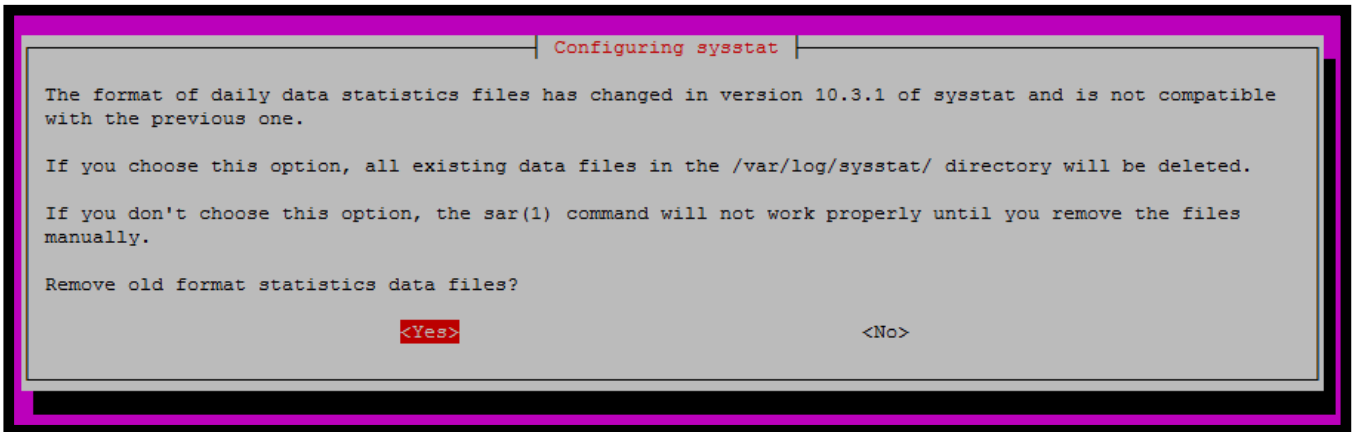 Configuring sysstat
The format of daily data statistics files has changed in version 10.3.1 of sysstat and is not compatible
with the previous one.
If you choose this option, all existing data files in the /var/log/sysstat/ directory will be deleted.
If you don't choose this option, the sar(1) command will not work properly until you remove the files
manually.
Remove old format statistics data files?
<Yes> <No>